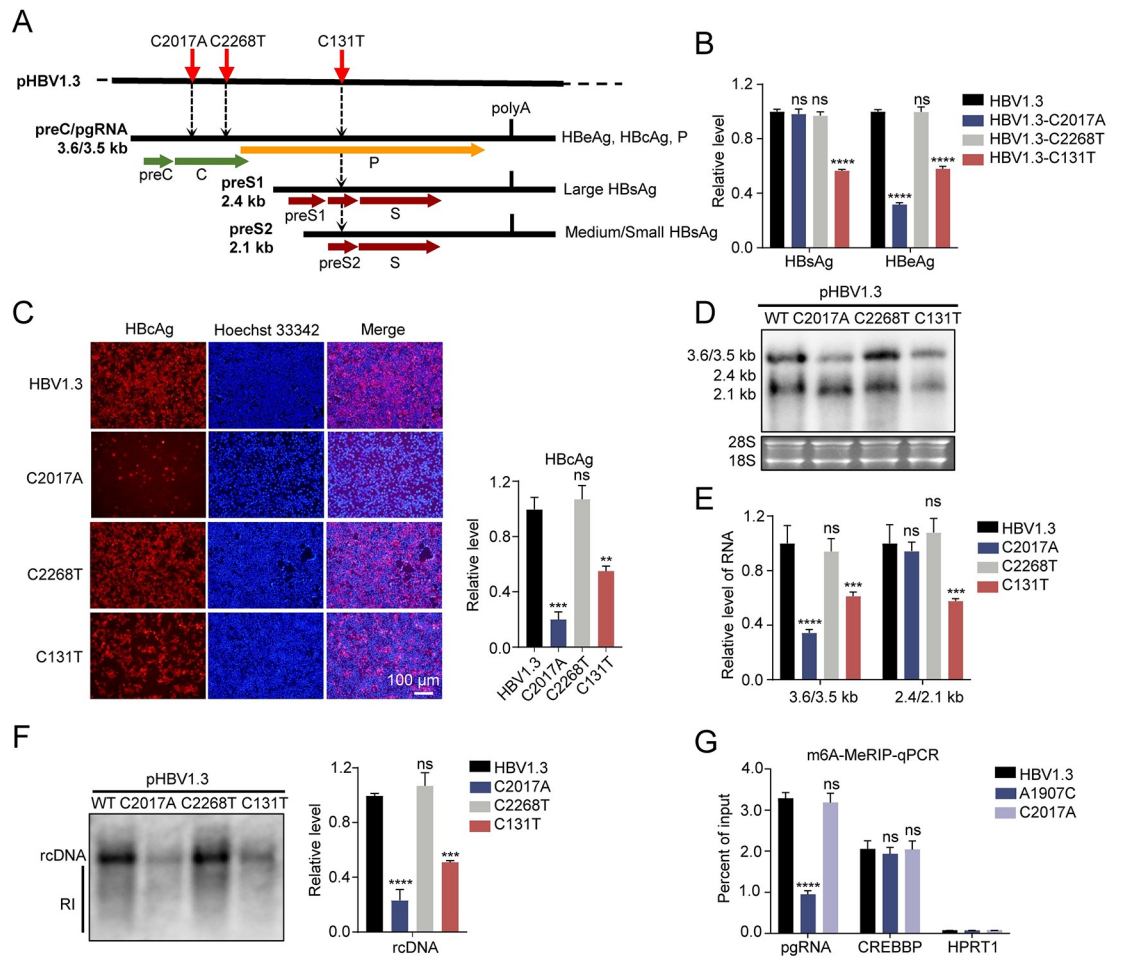 A
C2017A C2268T C131T
pHBV1.3
polyA
preC/pgRNA
3.6/3.5 kb
HBeAg, HBcAg, P
P
preC C
preS1
2.4 kb
Large HBsAg
preS1 S
preS2
2.1 kb
Medium/Small HBsAg
preS2 S
B
Relative level
1.2
0.8
0.4
0.0
ns ns **** **** ns ****
HBsAg HBeAg
HBV1.3
HBV1.3-C2017A
HBV1.3-C2268T
HBV1.3-C131T
C
HBcAg Hoechst 33342 Merge
HBV1.3
C2017A
C2268T
C131T
100 µm
HBcAg
Relative level
1.2
0.8
0.4
0.0
*** ns **
HBV1.3 C2017A C2268T C131T
D
pHBV1.3
WT C2017A C2268T C131T
3.6/3.5 kb
2.4 kb
2.1 kb
28S
18S
E
Relative level of RNA
1.2
0.8
0.4
0.0
**** ns *** ns ns ***
3.6/3.5 kb 2.4/2.1 kb
HBV1.3
C2017A
C2268T
C131T
F
pHBV1.3
WT C2017A C2268T C131T
rcDNA
RI
Relative level
1.2
0.8
0.4
0.0
**** ns ***
rcDNA
HBV1.3
C2017A
C2268T
C131T
G
m6A-MeRIP-qPCR
Percent of input
4.0
3.0
2.0
1.0
0.0
**** ns ns ns
pgRNA CREBBP HPRT1
HBV1.3
A1907C
C2017A